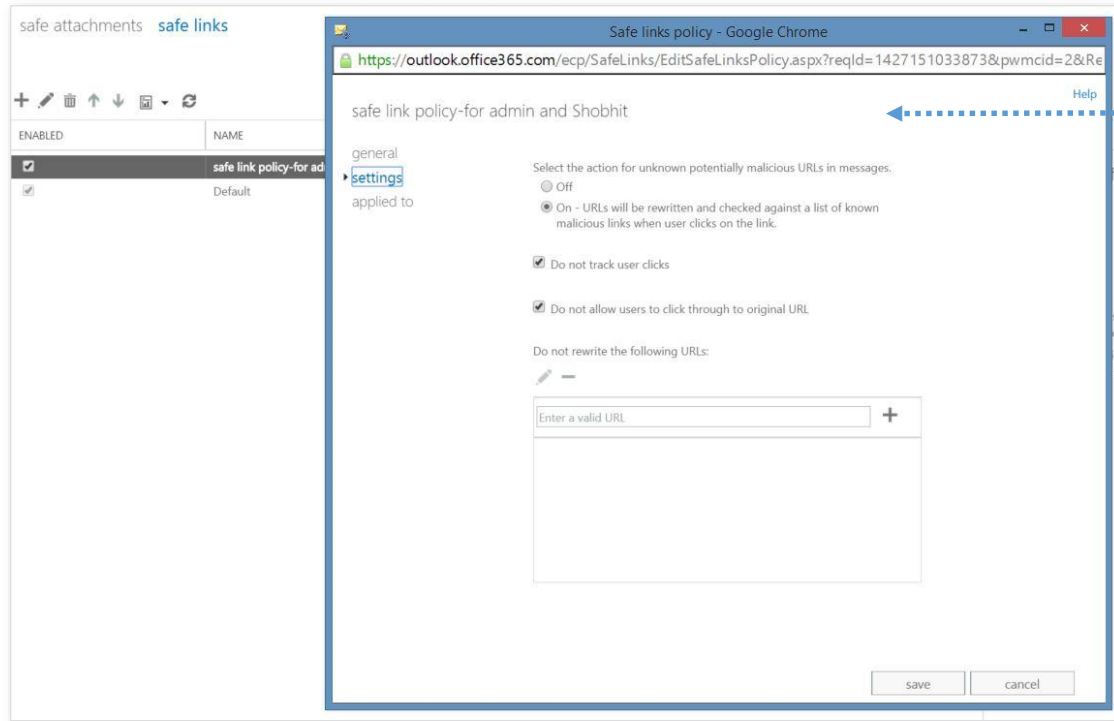 safe attachments safe links
ENABLED NAME
safe link policy-for ad
Default
Safe links policy - Google Chrome
https://outlook.office365.com/ecp/SafeLinks/EditSafeLinksPolicy.aspx?reqId=1427151033873&pwmcid=2&Re
Help
safe link policy-for admin and Shobhit
general
settings
applied to
Select the action for unknown potentially malicious URLs in messages.
Off
On - URLs will be rewritten and checked against a list of known
malicious links when user clicks on the link.
Do not track user clicks
Do not allow users to click through to original URL
Do not rewrite the following URLs:
Enter a valid URL
save cancel